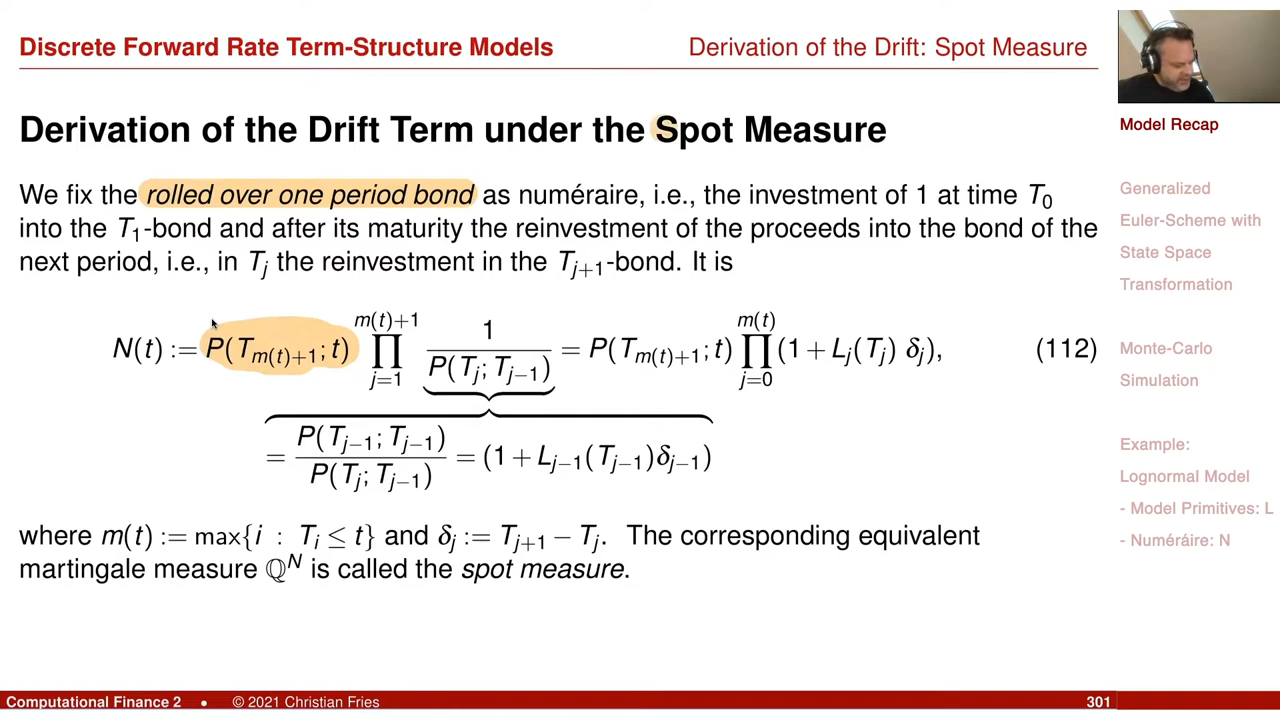 Discrete Forward Rate Term-Structure Models
Derivation of the Drift: Spot Measure
Derivation of the Drift Term under the Spot Measure
We fix the rolled over one period bond as numéraire, i.e., the investment of 1 at time T_0
into the T_1-bond and after its maturity the reinvestment of the proceeds into the bond of the
next period, i.e., in T_j the reinvestment in the T_{j+1}-bond. It is
N(t) := P(T_{m(t)+1}; t) ∏_{j=1}^{m(t)+1} 1 / P(T_j; T_{j−1}) = P(T_{m(t)+1}; t) ∏_{j=0}^{m(t)} (1 + L_j(T_j) δ_j), (112)
= P(T_{j−1}; T_{j−1}) / P(T_j; T_{j−1}) = (1 + L_{j−1}(T_{j−1})δ_{j−1})
where m(t) := max{i : T_i ≤ t} and δ_j := T_{j+1} − T_j. The corresponding equivalent
martingale measure ℚ^N is called the spot measure.
Model Recap
Generalized
Euler-Scheme with
State Space
Transformation
Monte-Carlo
Simulation
Example:
Lognormal Model
- Model Primitives: L
- Numéraire: N
Computational Finance 2 • © 2021 Christian Fries 301